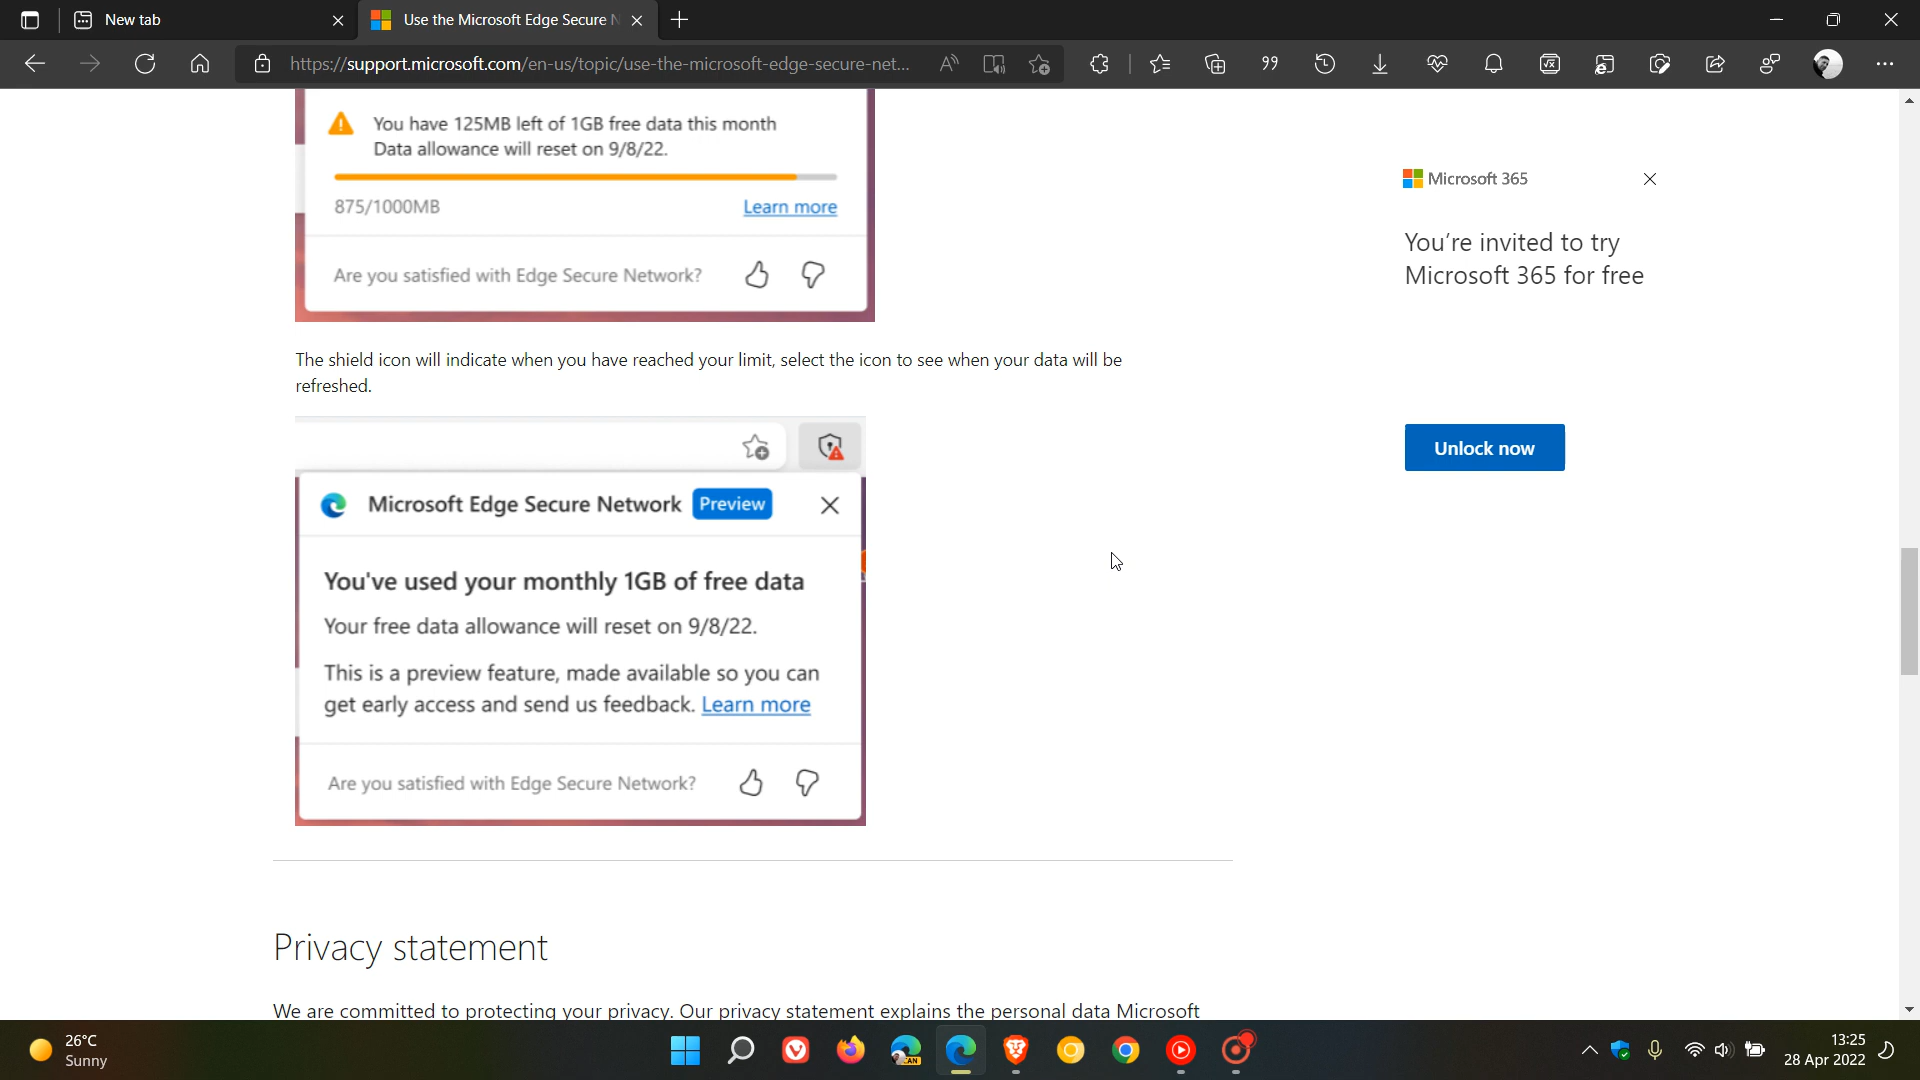 New tab
Use the Microsoft Edge Secure N
https://support.microsoft.com/en-us/topic/use-the-microsoft-edge-secure-net...
You have 125MB left of 1GB free data this month
Data allowance will reset on 9/8/22.
875/1000MB
Learn more
Are you satisfied with Edge Secure Network?
Microsoft 365
You're invited to try
Microsoft 365 for free
Unlock now
The shield icon will indicate when you have reached your limit, select the icon to see when your data will be
refreshed.
Microsoft Edge Secure Network Preview
You've used your monthly 1GB of free data
Your free data allowance will reset on 9/8/22.
This is a preview feature, made available so you can
get early access and send us feedback. Learn more
Are you satisfied with Edge Secure Network?
Privacy statement
We are committed to protecting your privacy. Our privacy statement explains the personal data Microsoft
26°C
Sunny
CAN
13:25
28 Apr 2022